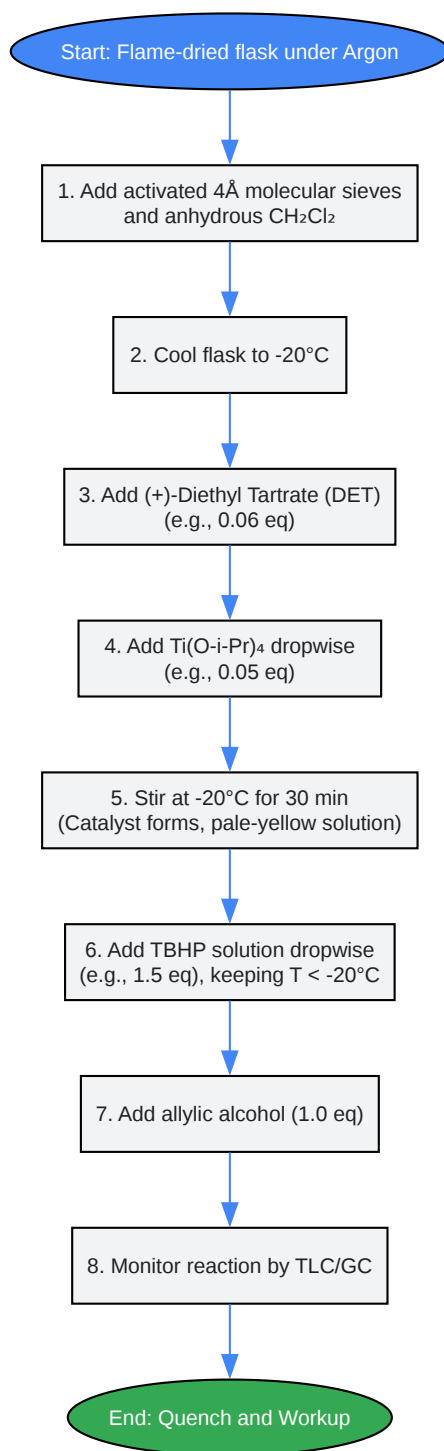 Start: Flame-dried flask under Argon
1. Add activated 4Å molecular sieves
and anhydrous CH₂Cl₂
2. Cool flask to -20°C
3. Add (+)-Diethyl Tartrate (DET)
(e.g., 0.06 eq)
4. Add Ti(O-i-Pr)₄ dropwise
(e.g., 0.05 eq)
5. Stir at -20°C for 30 min
(Catalyst forms, pale-yellow solution)
6. Add TBHP solution dropwise
(e.g., 1.5 eq), keeping T < -20°C
7. Add allylic alcohol (1.0 eq)
8. Monitor reaction by TLC/GC
End: Quench and Workup